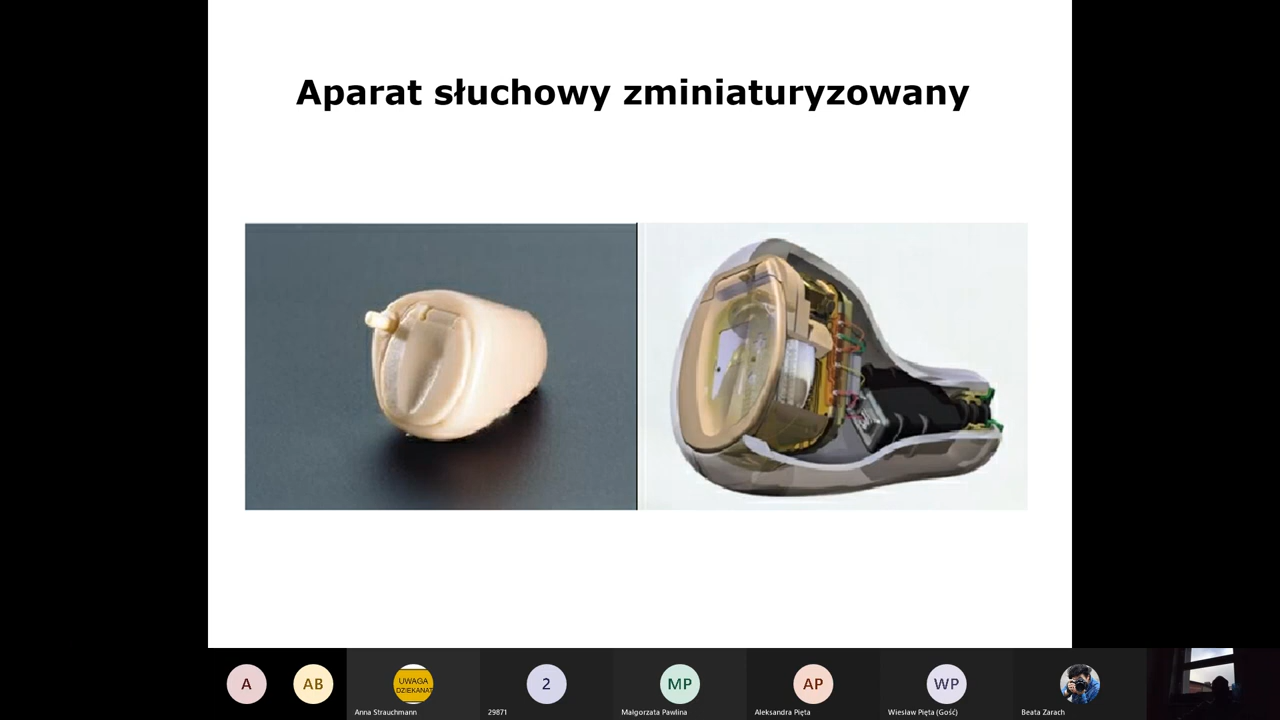 Aparat słuchowy zminiaturyzowany
A
AB
UWAGA
DZIEKANAT
Anna Strauchmann
2
29871
MP
Małgorzata Pawlina
AP
Aleksandra Pięta
WP
Wiesław Pięta (Gość)
Beata Zarach